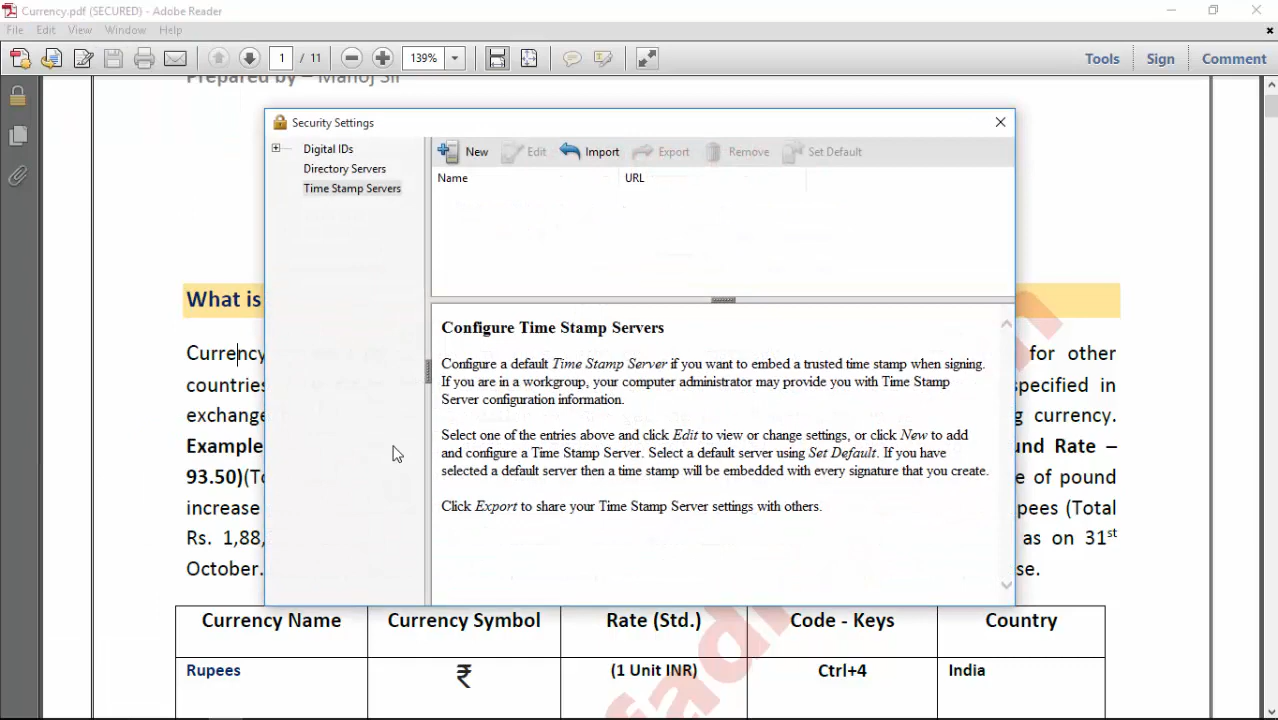 Currency.pdf (SECURED) - Adobe Reader
File Edit View Window Help
1 / 11 139% Tools Sign Comment
Prepared by – Manoj Sir
Security Settings
Digital IDs
Directory Servers
Time Stamp Servers
New Edit Import Export Remove Set Default
Name URL
What is
Configure Time Stamp Servers
Curre ncy for other
Configure a default Time Stamp Server if you want to embed a trusted time stamp when signing.
countries specified in
If you are in a workgroup, your computer administrator may provide you with Time Stamp
Server configuration information.
exchange currency.
Select one of the entries above and click Edit to view or change settings, or click New to add
Example Rate –
and configure a Time Stamp Server. Select a default server using Set Default. If you have
selected a default server then a time stamp will be embedded with every signature that you create.
93.50) e of pound
Click Export to share your Time Stamp Server settings with others.
increase (Total
Rs. 1,88, as on 31st
October.
Currency Name Currency Symbol Rate (Std.) Code - Keys Country
Rupees ₹ (1 Unit INR) Ctrl+4 India